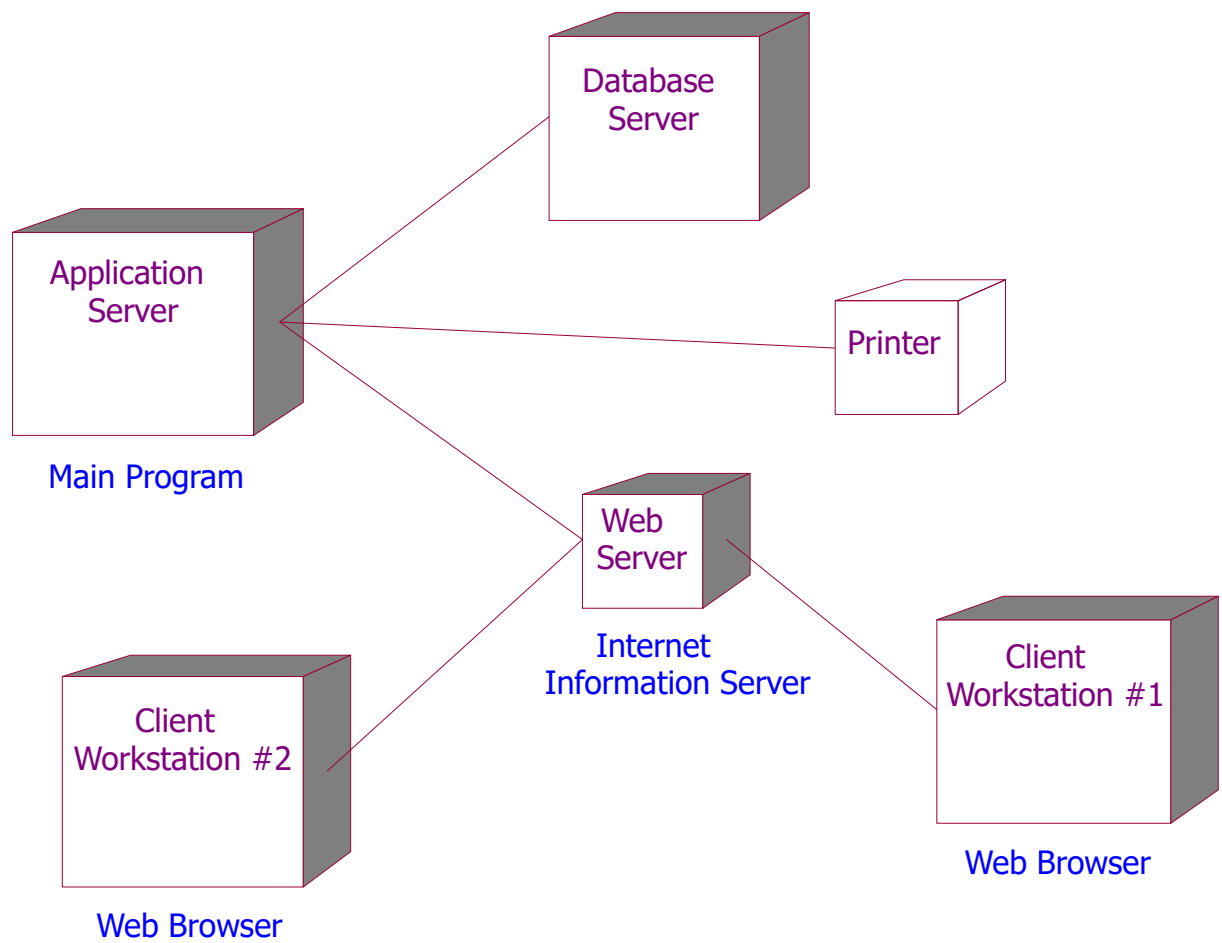 Database
Server
Application
Server
Printer
Main Program
Web
Server
Internet
Information Server
Client
Workstation #1
Client
Workstation #2
Web Browser
Web Browser